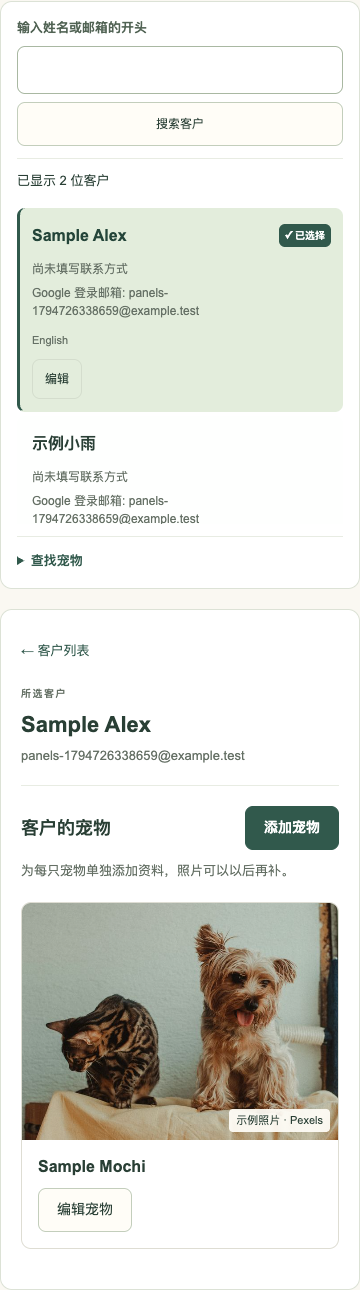 输入姓名或邮箱的开头
搜索客户
已显示 2 位客户
Sample Alex
✓已选择
尚未填写联系方式
Google 登录邮箱: panels-
1794726338659@example.test
English
编辑
示例小雨
尚未填写联系方式
Google 登录邮箱: panels-
1794726338659@example.test
▶ 查找宠物
← 客户列表
所选客户
Sample Alex
panels-1794726338659@example.test
客户的宠物
添加宠物
为每只宠物单独添加资料，照片可以以后再补。
示例照片 · Pexels
Sample Mochi
编辑宠物